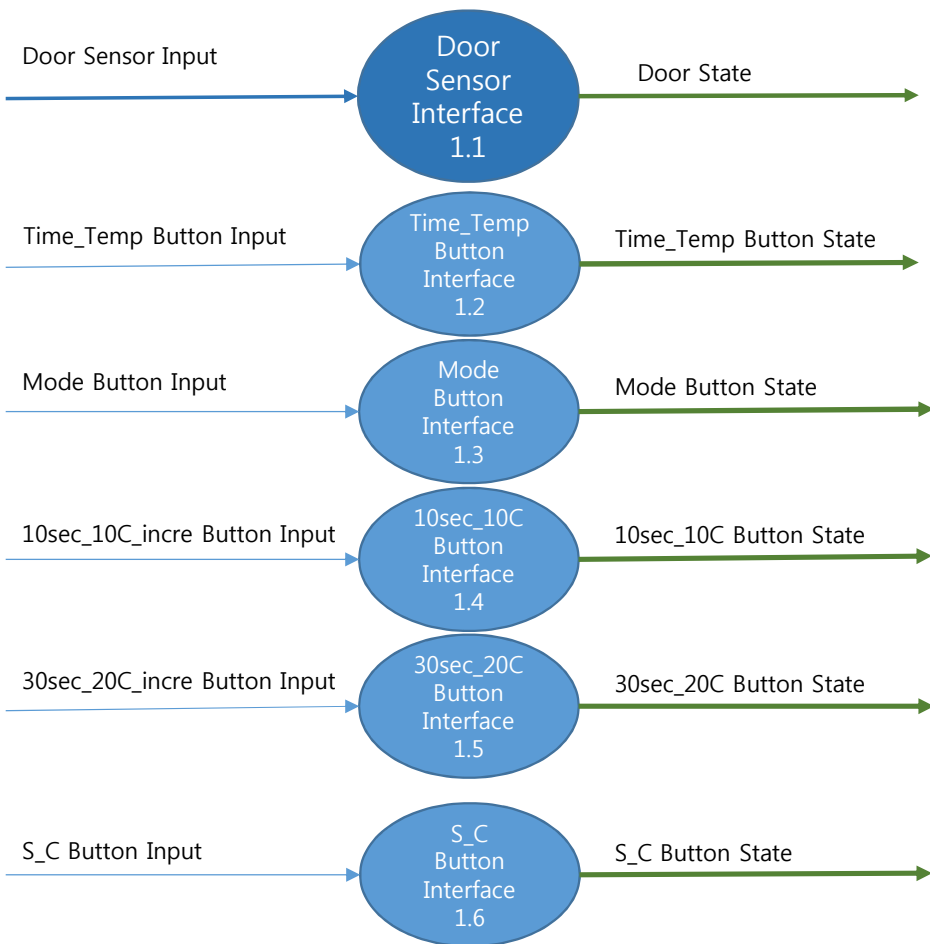 Door Sensor Input
Door
Sensor
Interface
1.1
Door State
Time_Temp Button Input
Time_Temp
Button
Interface
1.2
Time_Temp Button State
Mode Button Input
Mode
Button
Interface
1.3
Mode Button State
10sec_10C_incre Button Input
10sec_10C
Button
Interface
1.4
10sec_10C Button State
30sec_20C_incre Button Input
30sec_20C
Button
Interface
1.5
30sec_20C Button State
S_C Button Input
S_C
Button
Interface
1.6
S_C Button State